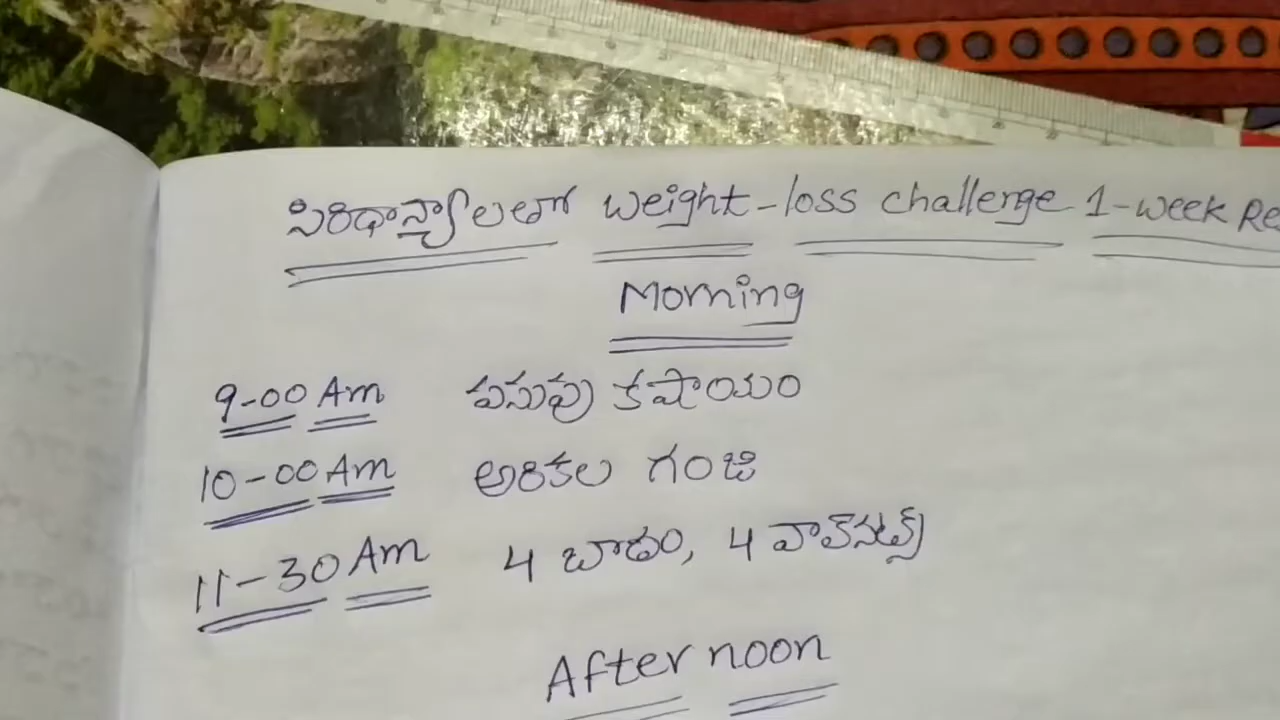 సిరిధాన్యాలతో weight-loss challenge 1-week
Morning
9-00 Am పసుపు కషాయం
10-00 Am అరికల గంజి
11-30 Am 4 బాదం, 4 వాల్‌నట్స్
After noon